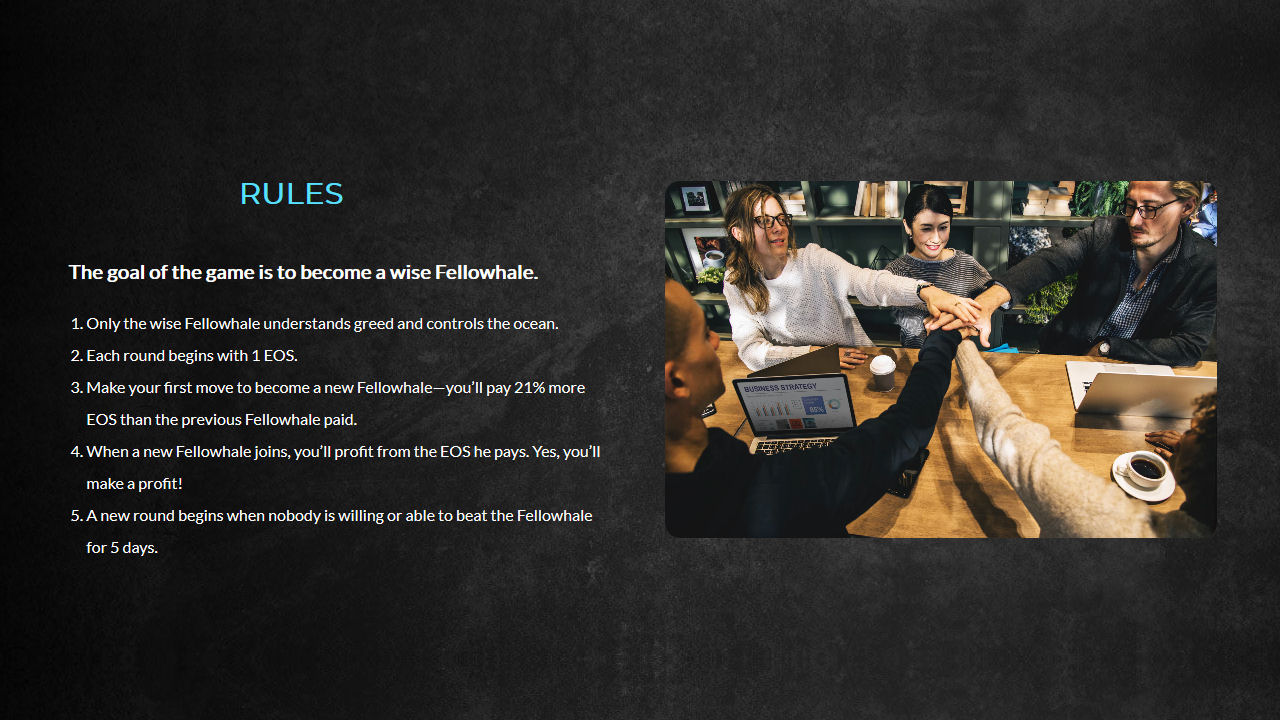 RULES
The goal of the game is to become a wise Fellowhale.
1. Only the wise Fellowhale understands greed and controls the ocean.
2. Each round begins with 1 EOS.
3. Make your first move to become a new Fellowhale—you’ll pay 21% more
EOS than the previous Fellowhale paid.
4. When a new Fellowhale joins, you’ll profit from the EOS he pays. Yes, you’ll
make a profit!
5. A new round begins when nobody is willing or able to beat the Fellowhale
for 5 days.
BUSINESS STRATEGY